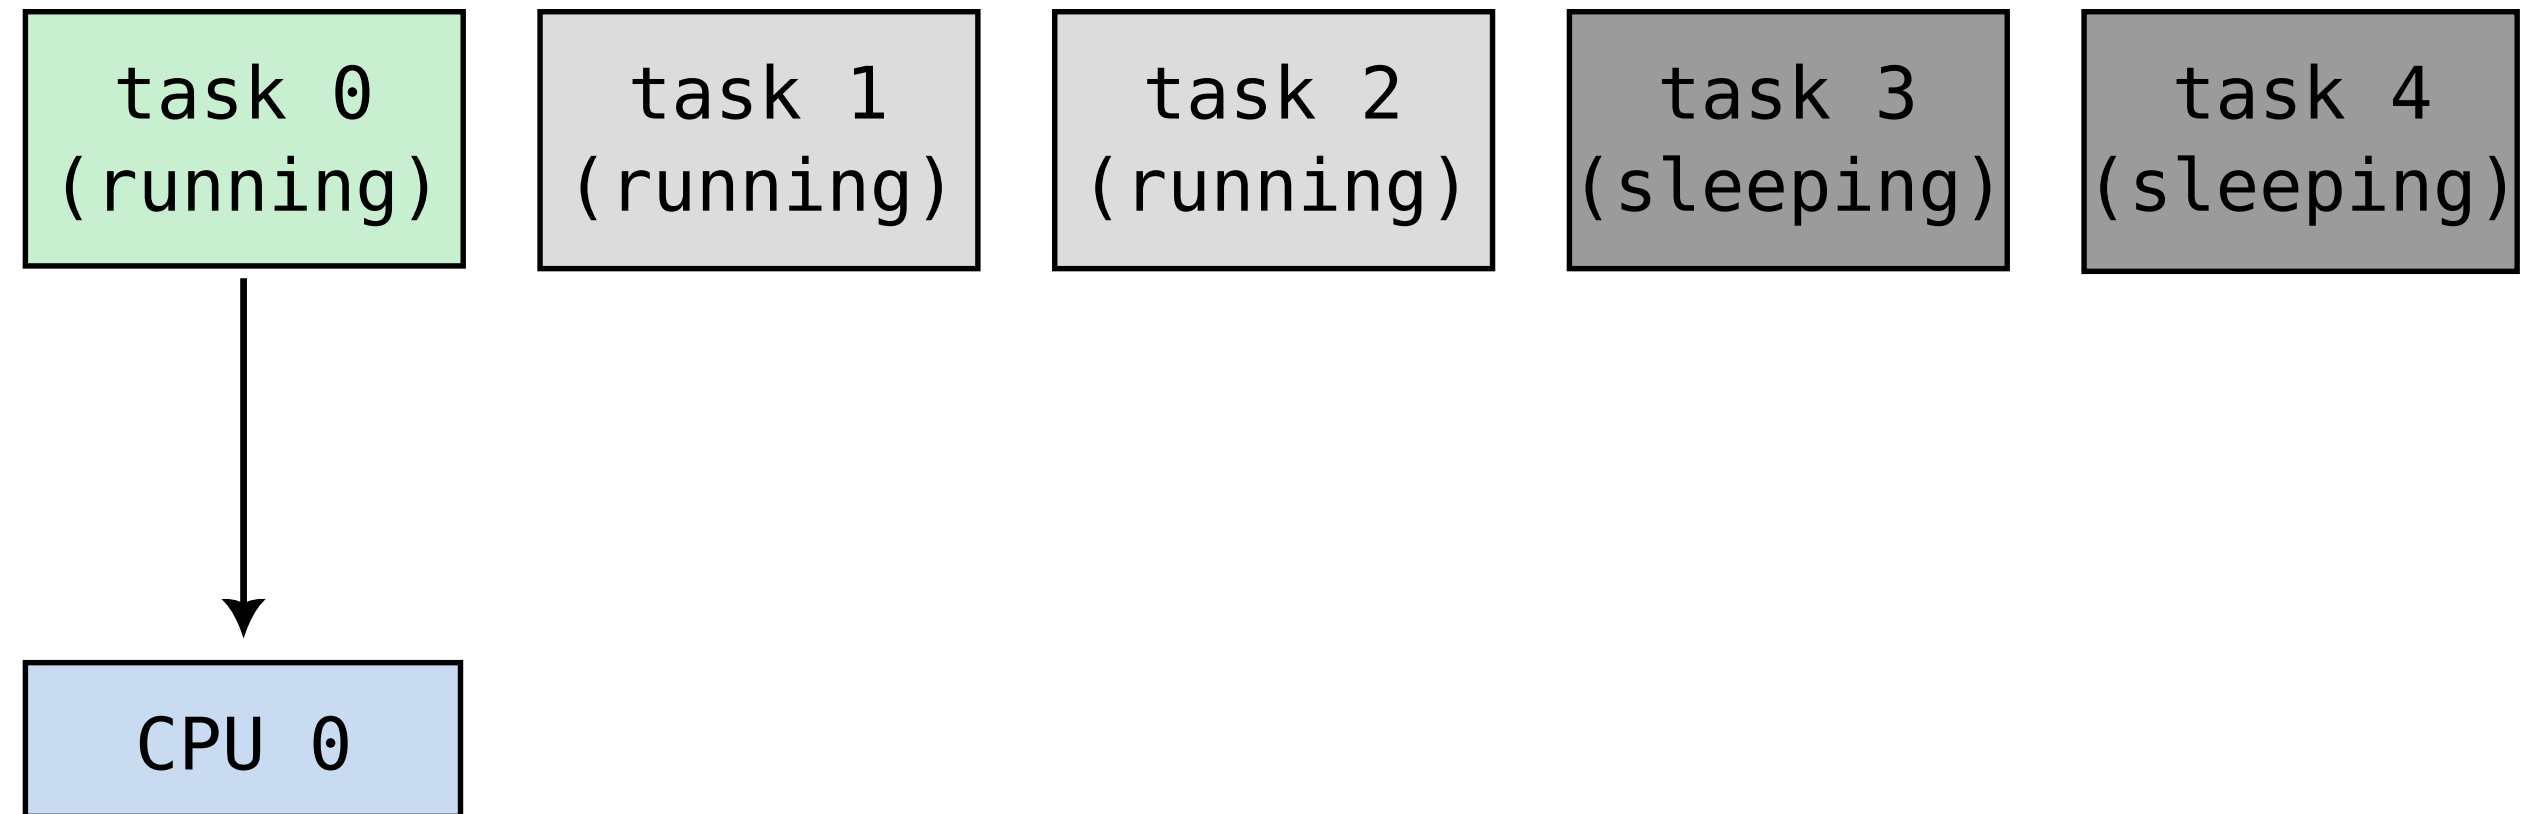 task 0
(running)
task 1
(running)
task 2
(running)
task 3
(sleeping)
task 4
(sleeping)
CPU 0